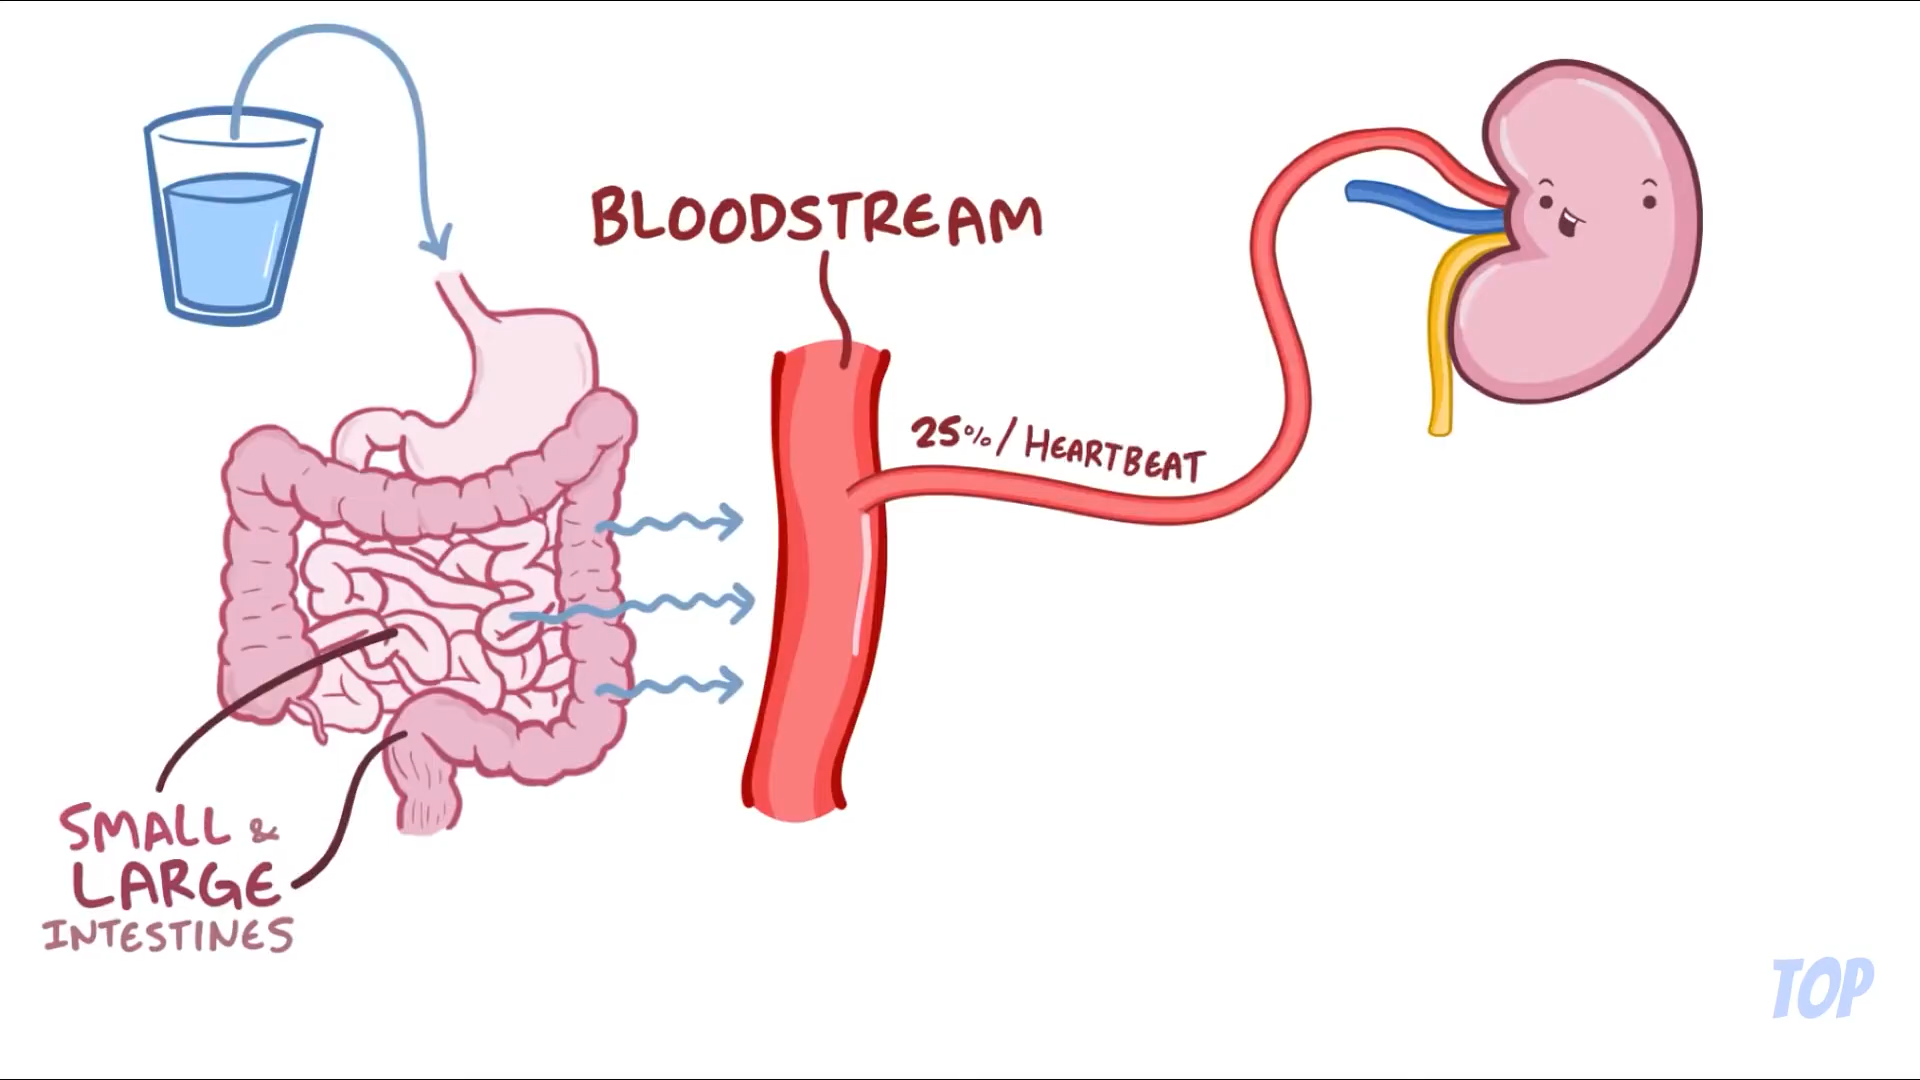 BLOODSTREAM
25%/HEARTBEAT
SMALL &
LARGE
INTESTINES
TOP